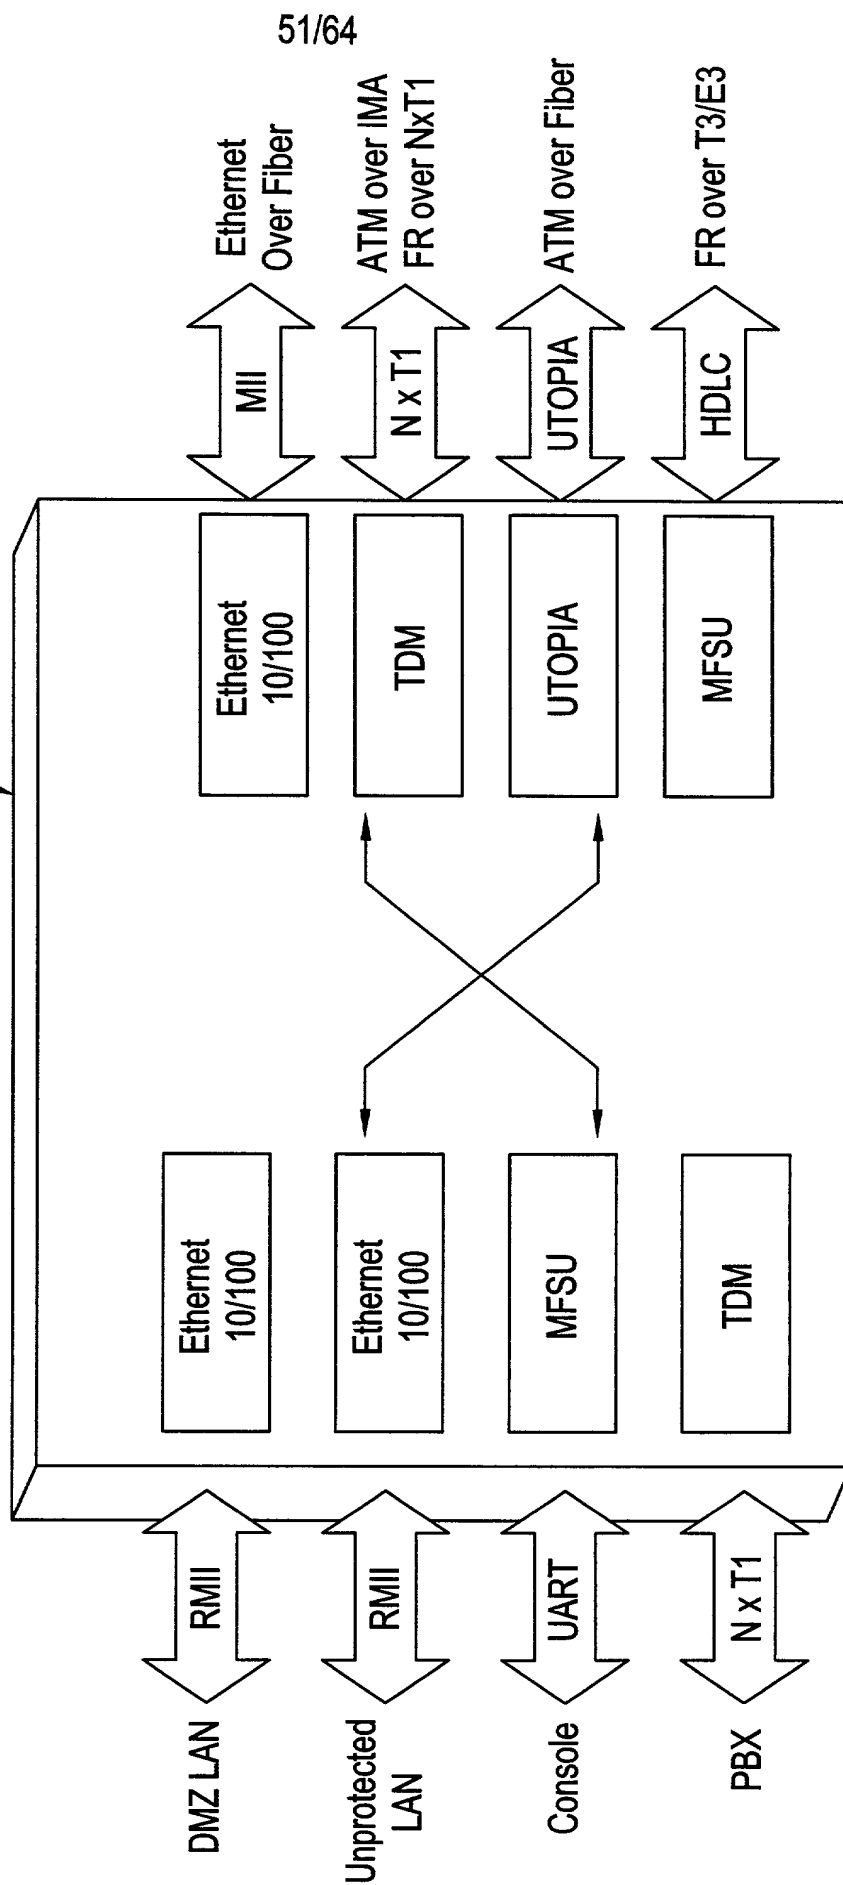 51/64
Ethernet
Over Fiber
ATM over IMA
FR over NxT1
ATM over Fiber
FR over T3/E3
MII
N x T1
UTOPIA
HDLC
Ethernet
10/100
TDM
UTOPIA
MFSU
Ethernet
10/100
Ethernet
10/100
MFSU
TDM
RMII
RMII
UART
N x T1
DMZ LAN
Unprotected
LAN
Console
PBX